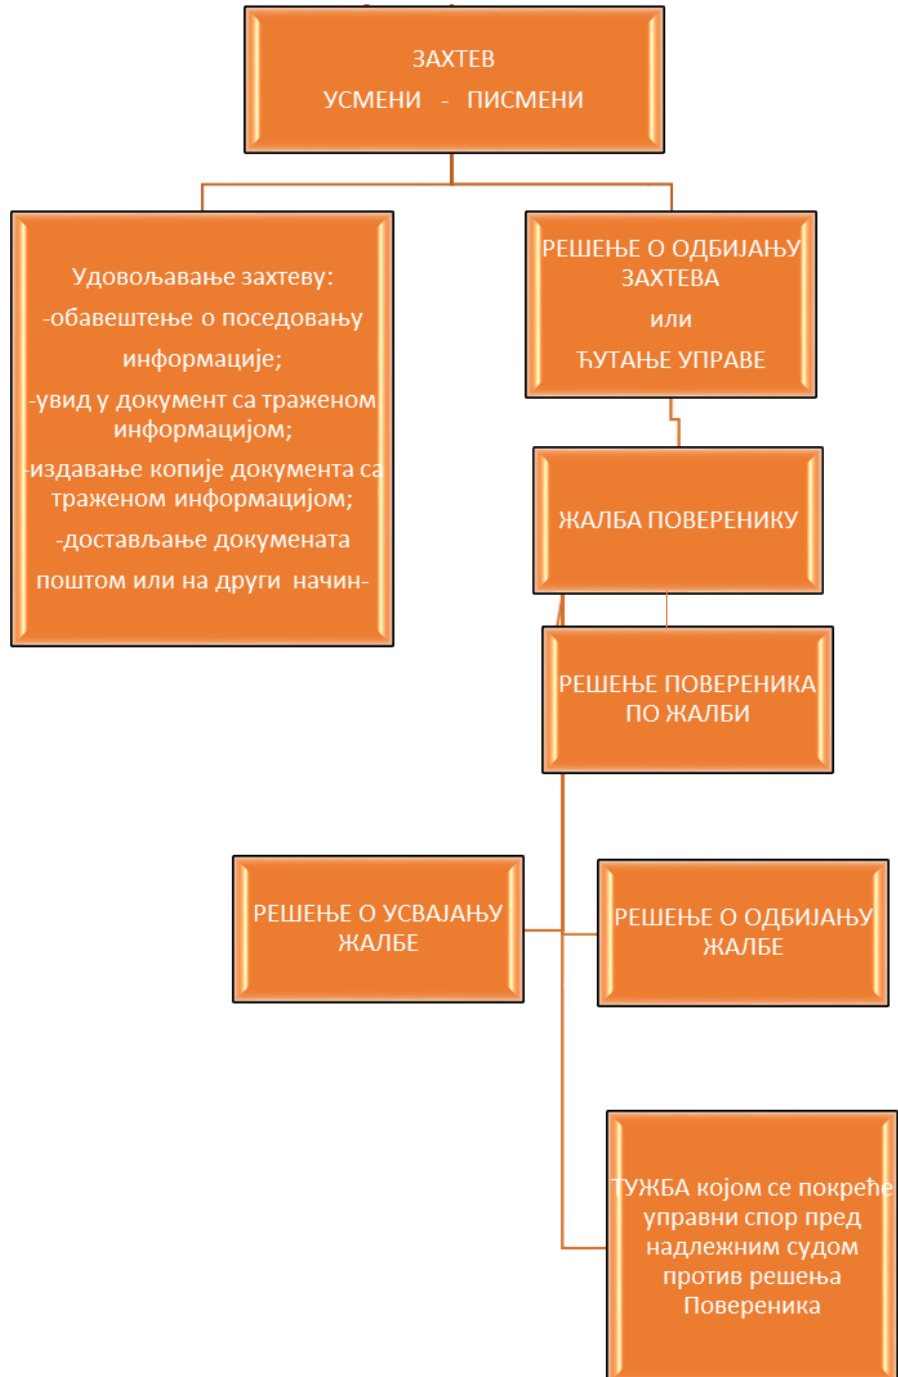 ЗАХТЕВ
УСМЕНИ - ПИСМЕНИ
Удовољавање захтеву:
-обавештење о поседовању
информације;
-увид у документ са траженом
информацијом;
-издавање копије документа са
траженом информацијом;
-достављање докумената
поштом или на други начин-
РЕШЕЊЕ О ОДБИЈАЊУ
ЗАХТЕВА
или
ЋУТАЊЕ УПРАВЕ
ЖАЛБА ПОВЕРЕНИКУ
РЕШЕЊЕ ПОВЕРЕНИКА
ПО ЖАЛБИ
РЕШЕЊЕ О УСВАЈАЊУ
ЖАЛБЕ
РЕШЕЊЕ О ОДБИЈАЊУ
ЖАЛБЕ
ТУЖБА којом се покреће
управни спор пред
надлежним судом
против решења
Повереника